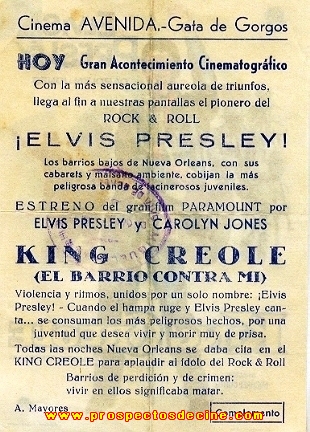 Cinema AVENIDA.-Gata de Gorgos
HOY Gran Acontecimiento Cinematográfico
Con la más sensacional aureola de triunfos,
llega al fin a nuestras pantallas el pionero del
ROCK & ROLL
¡ELVIS PRESLEY!
Los barrios bajos de Nueva Orleans, con sus
cabarets y malsano ambiente, cobijan la más
peligrosa banda de facinerosos juveniles.
ESTRENO del gran film PARAMOUNT por
ELVIS PRESLEY y CAROLYN JONES
KING CREOLE
(EL BARRIO CONTRA MI)
Violencia y ritmos, unidos por un solo nombre: ¡Elvis
Presley! - Cuando el hampa ruge y Elvis Presley can-
ta... se consuman los más peligrosos hechos, por una
juventud que desea vivir y morir muy de prisa.
Todas las noches Nueva Orleans se daba cita en el
KING CREOLE para aplaudir al ídolo del Rock & Roll
Barrios de perdición y de crimen:
vivir en ellos significaba matar.
A. Mayores
Complemento
www.prospectosdecine.com